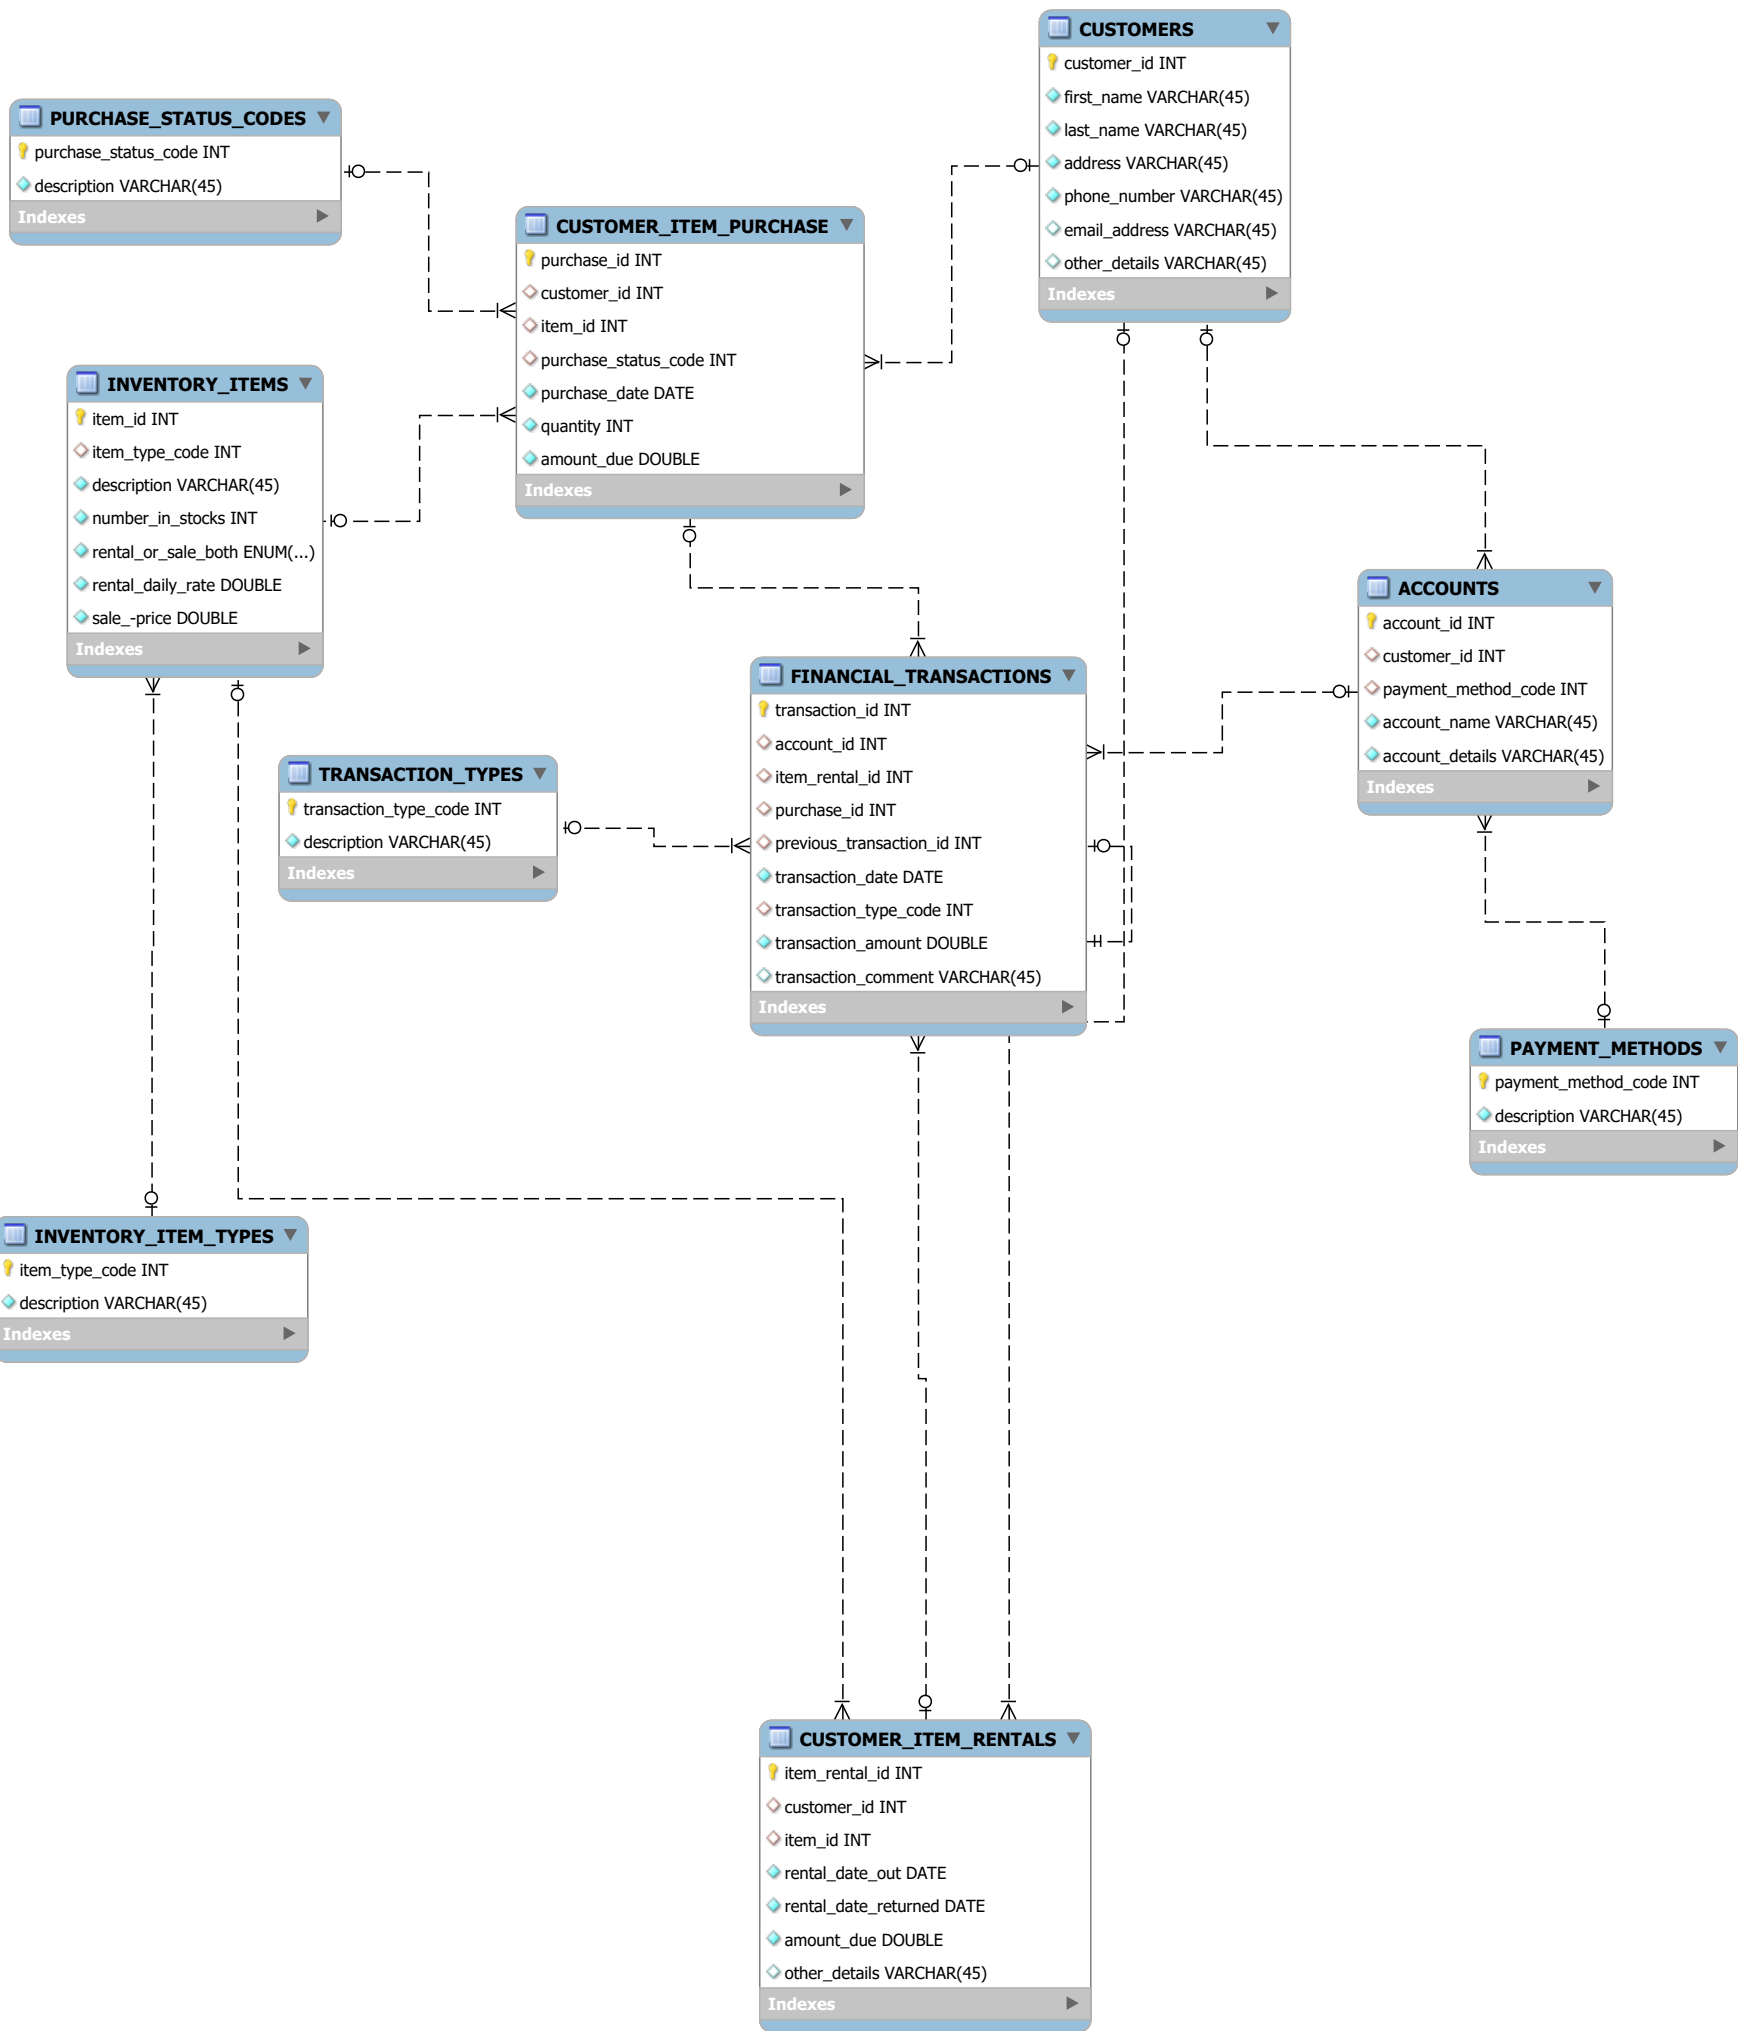 CUSTOMERS
customer_id INT
first_name VARCHAR(45)
last_name VARCHAR(45)
address VARCHAR(45)
phone_number VARCHAR(45)
email_address VARCHAR(45)
other_details VARCHAR(45)
Indexes
PURCHASE_STATUS_CODES
purchase_status_code INT
description VARCHAR(45)
Indexes
CUSTOMER_ITEM_PURCHASE
purchase_id INT
customer_id INT
item_id INT
purchase_status_code INT
purchase_date DATE
quantity INT
amount_due DOUBLE
Indexes
INVENTORY_ITEMS
item_id INT
item_type_code INT
description VARCHAR(45)
number_in_stocks INT
rental_or_sale_both ENUM(...)
rental_daily_rate DOUBLE
sale_-price DOUBLE
Indexes
ACCOUNTS
account_id INT
customer_id INT
payment_method_code INT
account_name VARCHAR(45)
account_details VARCHAR(45)
Indexes
FINANCIAL_TRANSACTIONS
transaction_id INT
account_id INT
item_rental_id INT
purchase_id INT
previous_transaction_id INT
transaction_date DATE
transaction_type_code INT
transaction_amount DOUBLE
transaction_comment VARCHAR(45)
Indexes
TRANSACTION_TYPES
transaction_type_code INT
description VARCHAR(45)
Indexes
PAYMENT_METHODS
payment_method_code INT
description VARCHAR(45)
Indexes
INVENTORY_ITEM_TYPES
item_type_code INT
description VARCHAR(45)
Indexes
CUSTOMER_ITEM_RENTALS
item_rental_id INT
customer_id INT
item_id INT
rental_date_out DATE
rental_date_returned DATE
amount_due DOUBLE
other_details VARCHAR(45)
Indexes